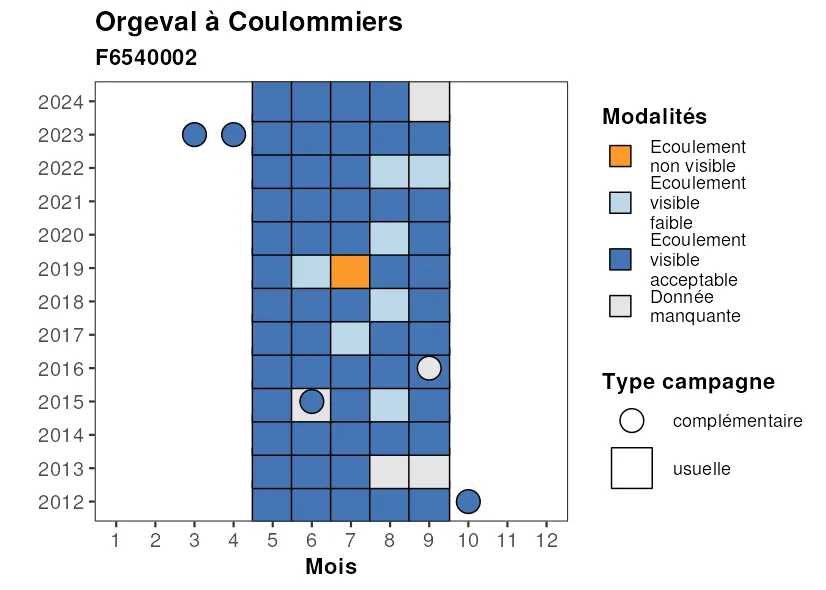 Orgeval à Coulommiers
F6540002
2024
2023
2022
2021
2020
2019
2018
2017
2016
2015
2014
2013
2012
1 2 3 4 5 6 7 8 9 10 11 12
Mois
Modalités
Ecoulement
non visible
Ecoulement
visible
faible
Ecoulement
visible
acceptable
Donnée
manquante
Type campagne
complémentaire
usuelle